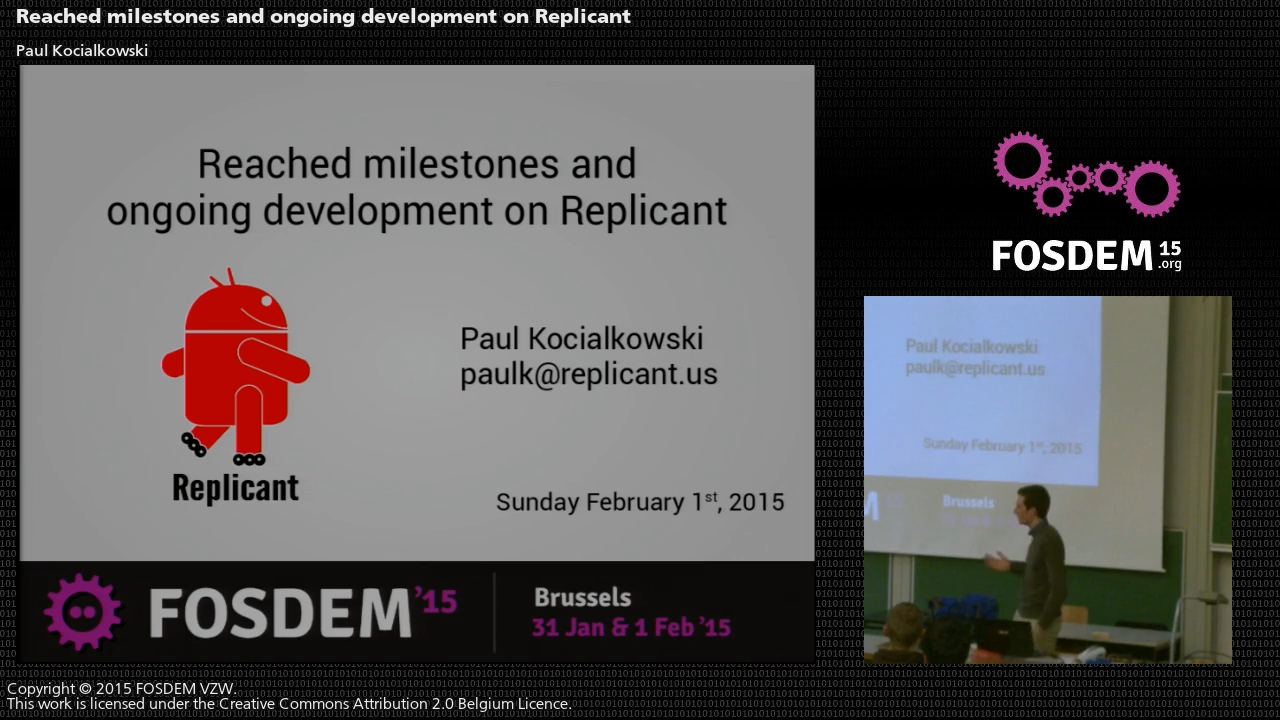 Reached milestones and ongoing development on Replicant
Paul Kocialkowski
Reached milestones and
ongoing development on Replicant
Paul Kocialkowski
paulk@replicant.us
Replicant
Sunday February 1st, 2015
FOSDEM '15
Brussels
31 Jan & 1 Feb '15
FOSDEM 15
.org
Paul Kocialkowski
paulk@replicant.us
Sunday February 1st, 2015
Brussels
Copyright © 2015 FOSDEM VZW.
This work is licensed under the Creative Commons Attribution 2.0 Belgium Licence.